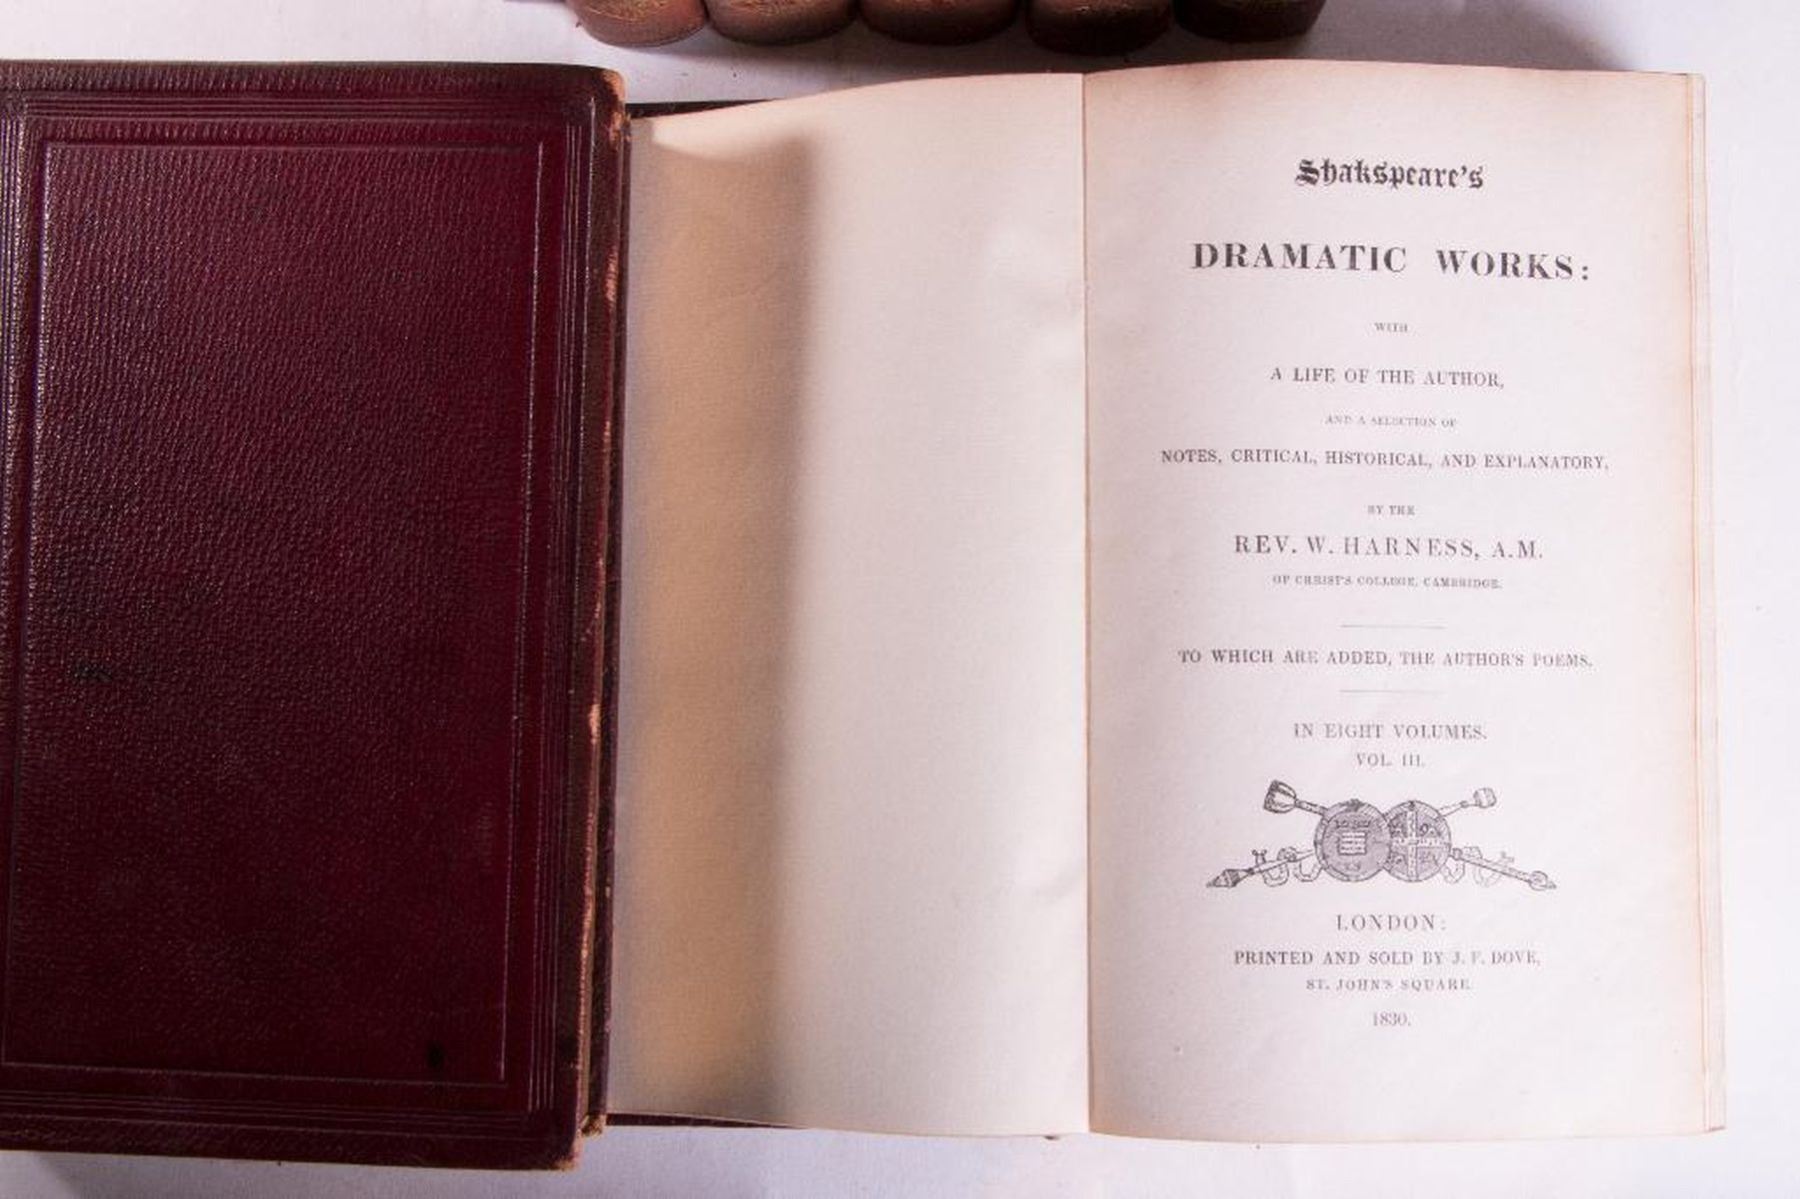 Shakspeare's
DRAMATIC WORKS:
WITH
A LIFE OF THE AUTHOR,
AND A SELECTION OF
NOTES, CRITICAL, HISTORICAL, AND EXPLANATORY,
BY THE
REV. W. HARNESS, A.M.
OF CHRIST'S COLLEGE, CAMBRIDGE.
TO WHICH ARE ADDED, THE AUTHOR'S POEMS.
IN EIGHT VOLUMES.
VOL. III.
LONDON:
PRINTED AND SOLD BY J. F. DOVE,
ST. JOHN'S SQUARE.
1830.